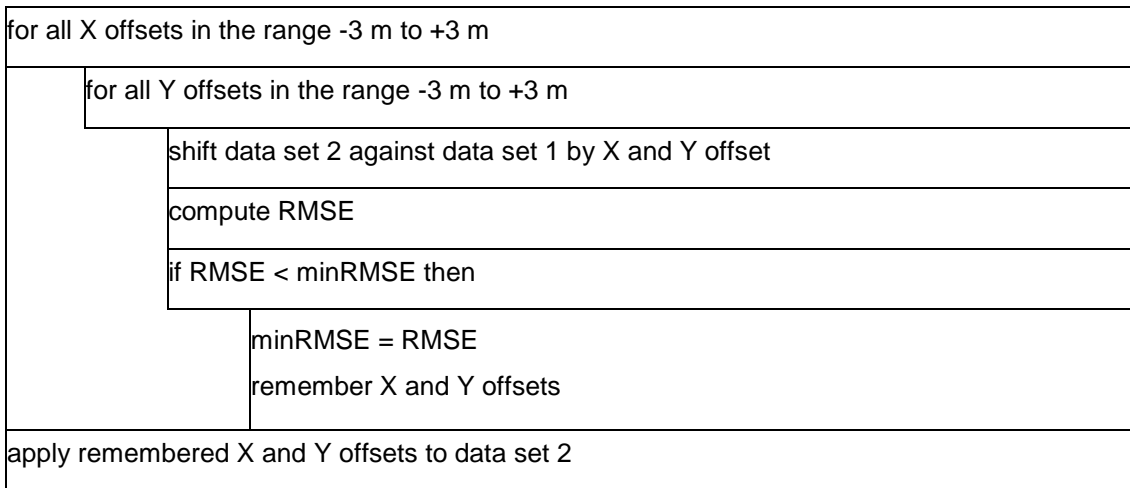 for all X offsets in the range -3 m to +3 m
for all Y offsets in the range -3 m to +3 m
shift data set 2 against data set 1 by X and Y offset
compute RMSE
if RMSE < minRMSE then
minRMSE = RMSE
remember X and Y offsets
apply remembered X and Y offsets to data set 2